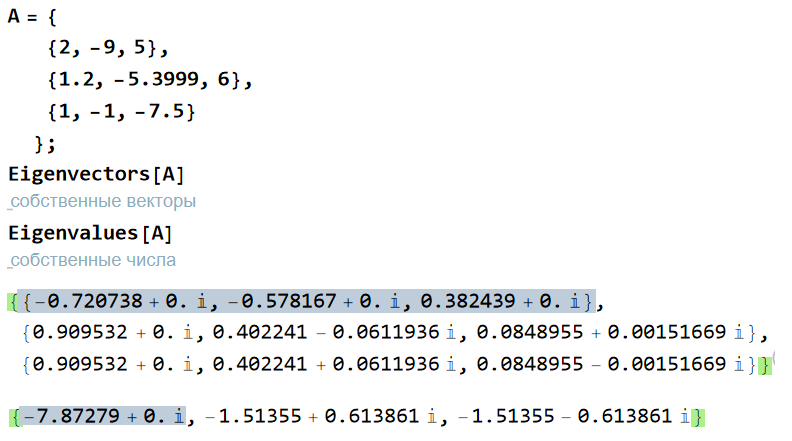 A = {
{2, -9, 5},
{1.2, -5.3999, 6},
{1, -1, -7.5}
};
Eigenvectors[A]
собственные векторы
Eigenvalues[A]
собственные числа
{{-0.720738 + 0. i, -0.578167 + 0. i, 0.382439 + 0. i},
{0.909532 + 0. i, 0.402241 - 0.0611936 i, 0.0848955 + 0.00151669 i},
{0.909532 + 0. i, 0.402241 + 0.0611936 i, 0.0848955 - 0.00151669 i}}
{-7.87279 + 0. i, -1.51355 + 0.613861 i, -1.51355 - 0.613861 i}